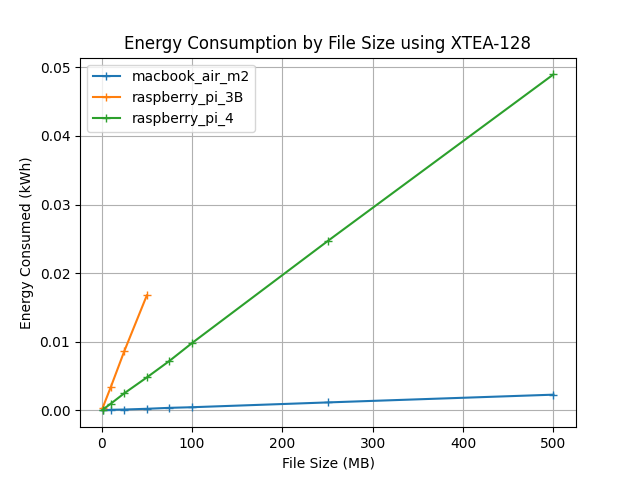 Energy Consumption by File Size using XTEA-128
macbook_air_m2
raspberry_pi_3B
raspberry_pi_4
Energy Consumed (kWh)
0.05
0.04
0.03
0.02
0.01
0.00
0 100 200 300 400 500
File Size (MB)